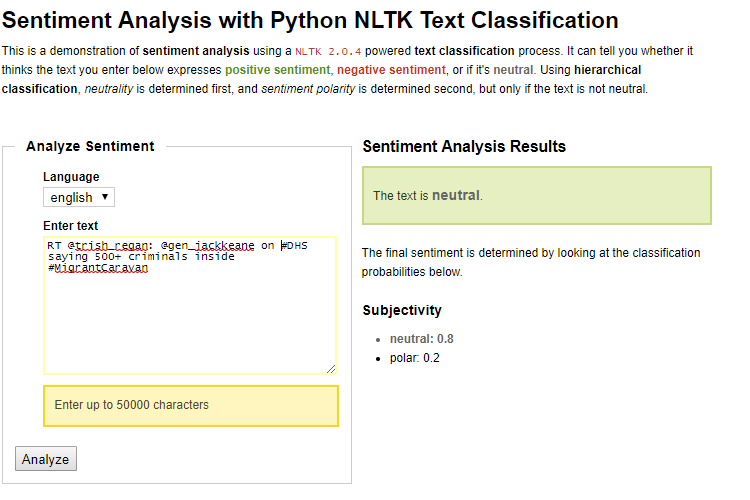 Sentiment Analysis with Python NLTK Text Classification
This is a demonstration of sentiment analysis using a NLTK 2.0.4 powered text classification process. It can tell you whether it
thinks the text you enter below expresses positive sentiment, negative sentiment, or if it's neutral. Using hierarchical
classification, neutrality is determined first, and sentiment polarity is determined second, but only if the text is not neutral.
Analyze Sentiment
Language
english
Enter text
RT @trish_regan: @gen_jackkeane on #DHS
saying 500+ criminals inside
#MigrantCaravan
Enter up to 50000 characters
Analyze
Sentiment Analysis Results
The text is neutral.
The final sentiment is determined by looking at the classification
probabilities below.
Subjectivity
neutral: 0.8
polar: 0.2